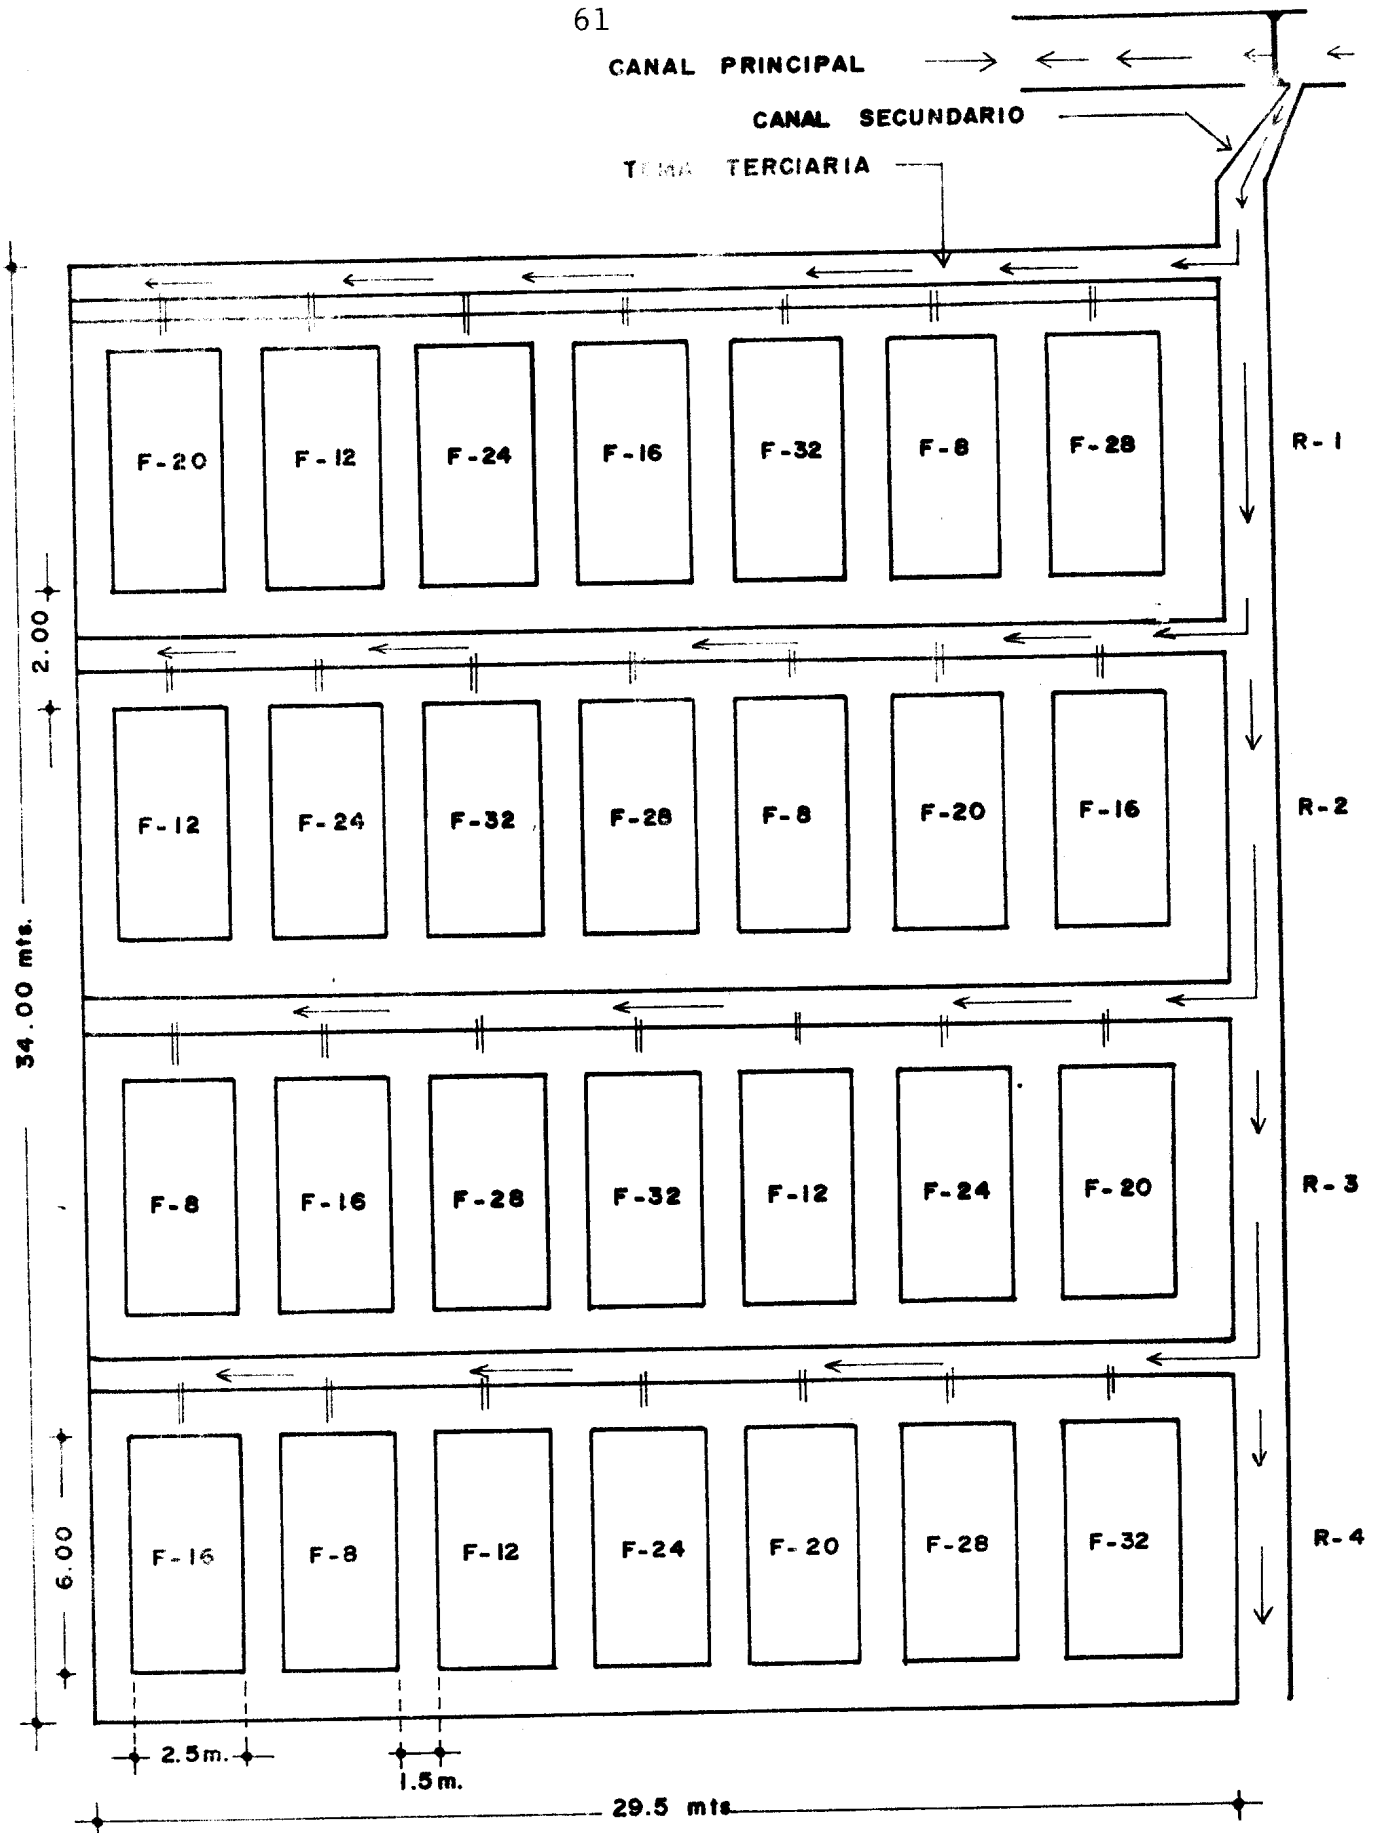 61
CANAL PRINCIPAL
CANAL SECUNDARIO
TERCIARIA
F-20 F-12 F-24 F-16 F-32 F-8 F-28 R-1
2.00
F-12 F-24 F-32 F-28 F-8 F-20 F-16 R-2
34.00 mts.
F-8 F-16 F-28 F-32 F-12 F-24 F-20 R-3
6.00
F-16 F-8 F-12 F-24 F-20 F-28 F-32 R-4
2.5m.
1.5m.
29.5 mts